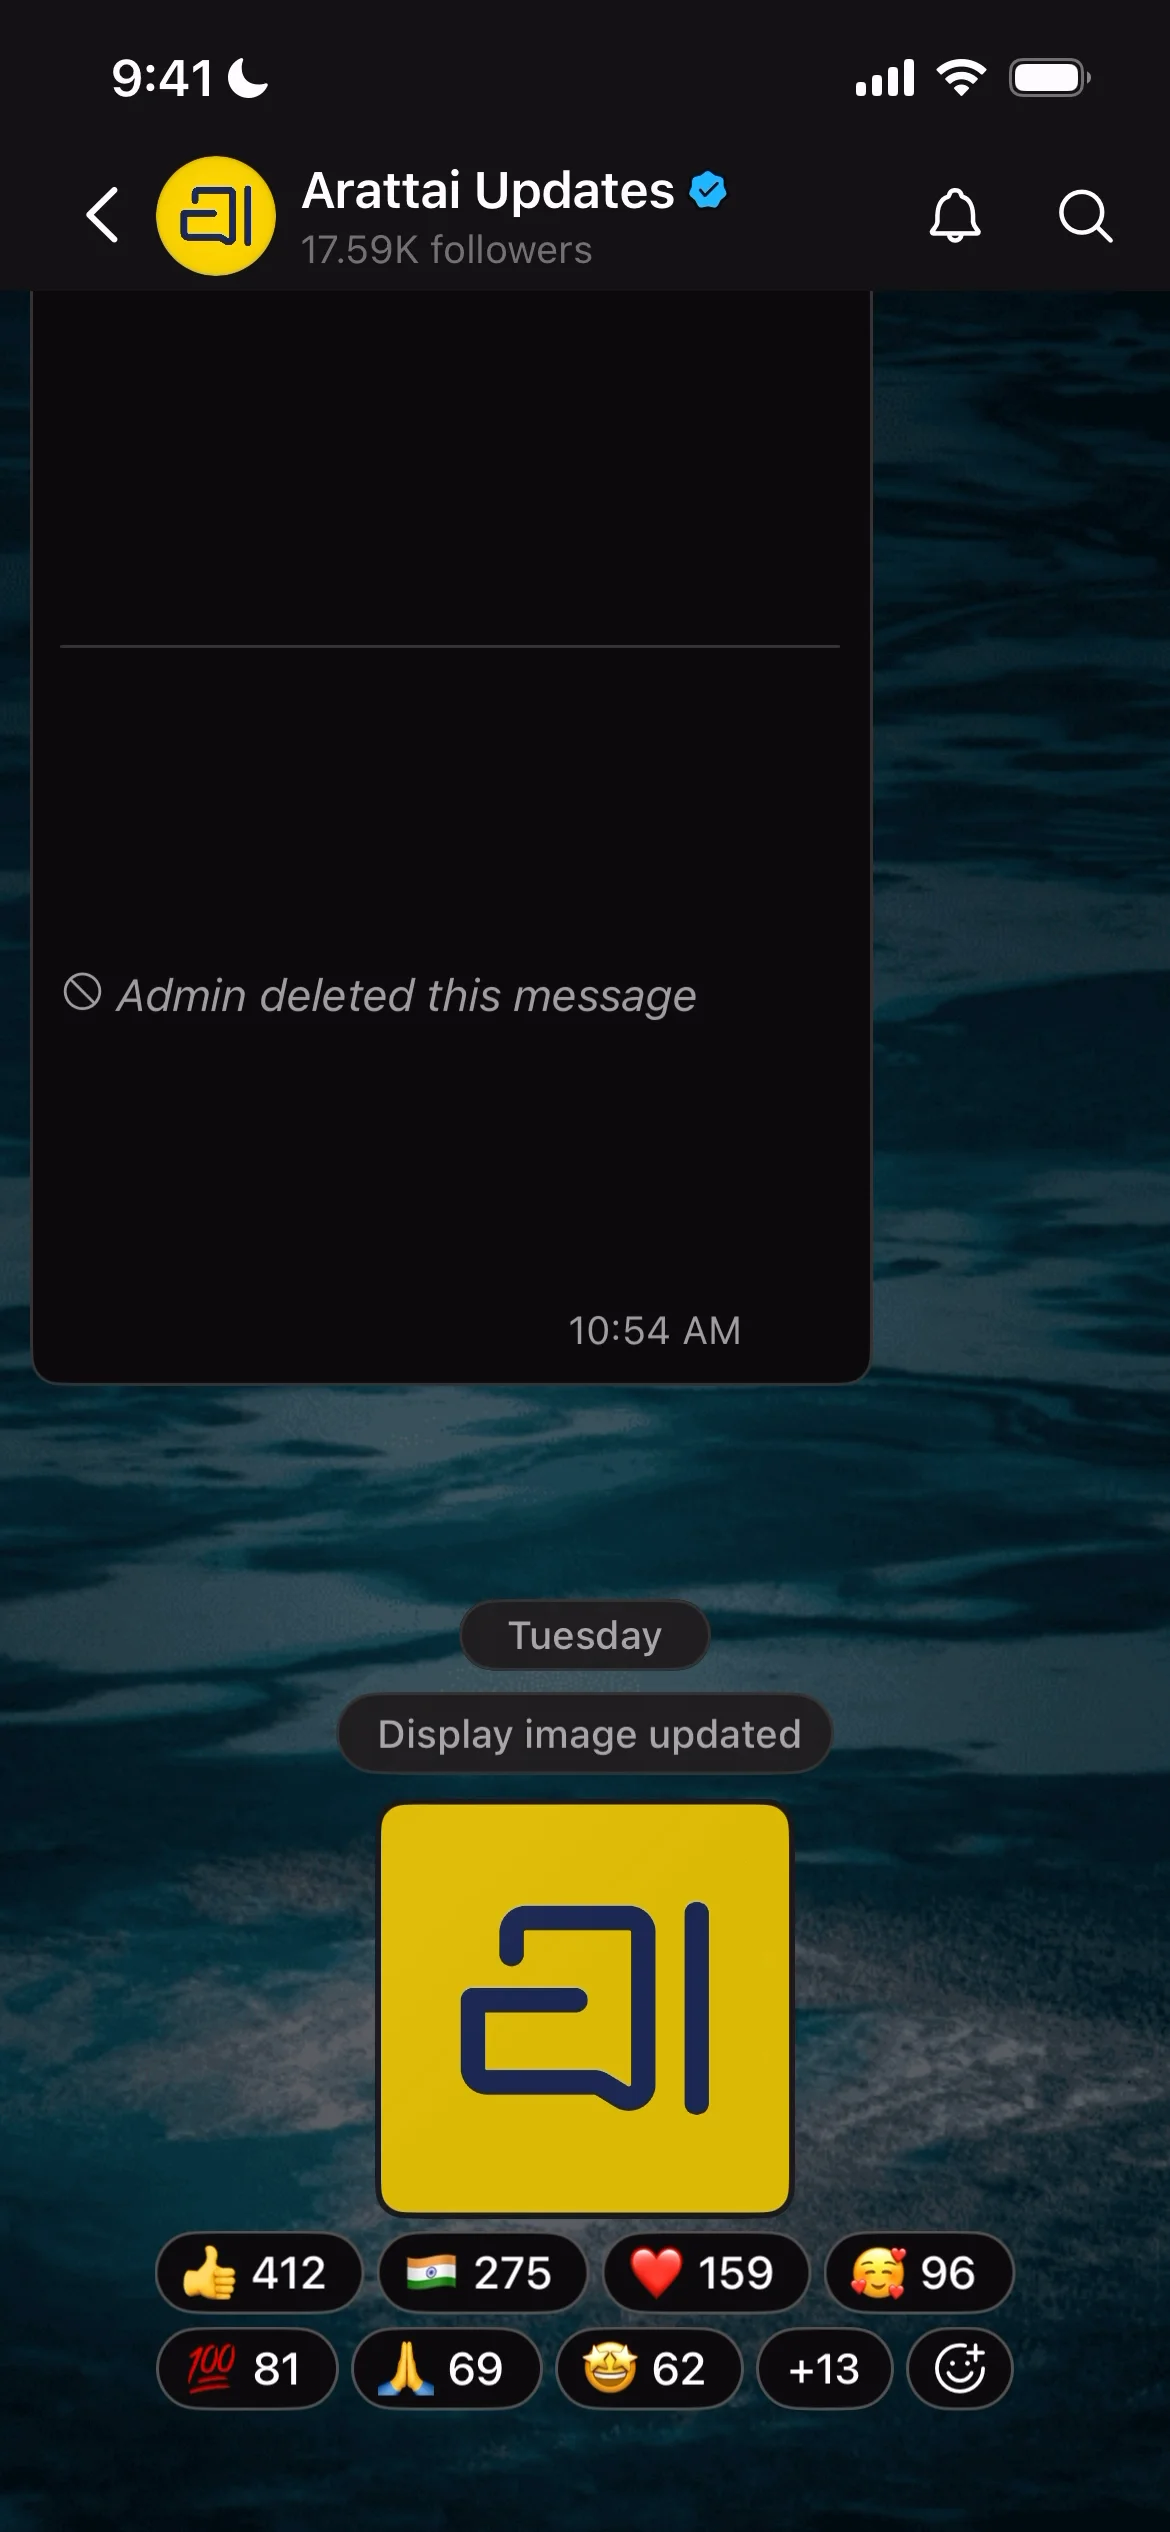 9:41
Arattai Updates
17.59K followers
Admin deleted this message
10:54 AM
Tuesday
Display image updated
👍 412 🇮🇳 275 ❤️ 159 🥰 96
💯 81 🙏 69 🤩 62 +13